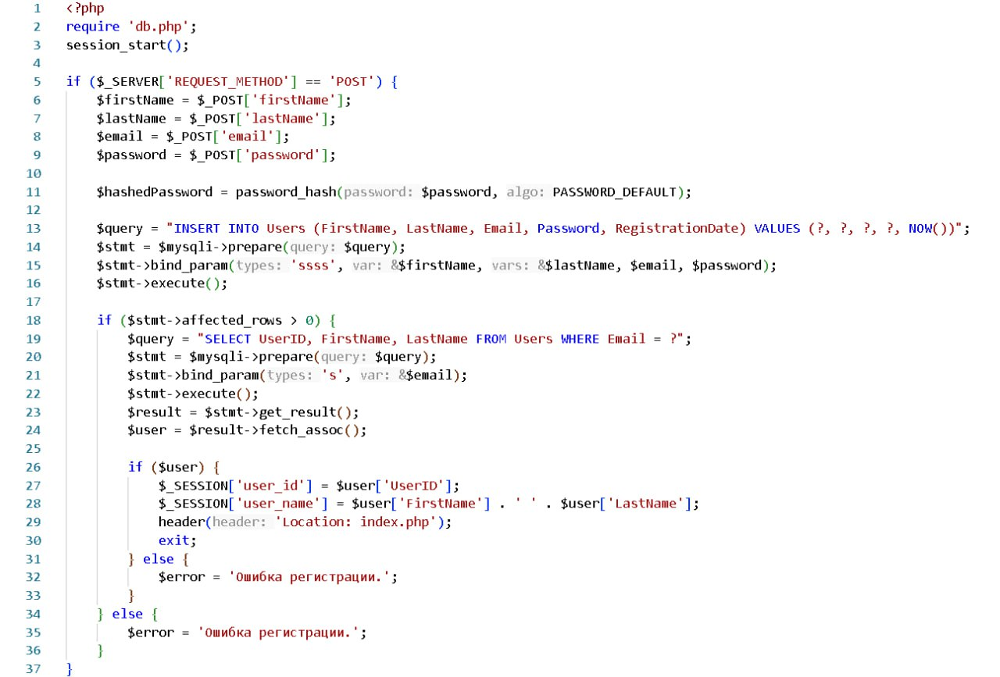 1 <?php
2 require 'db.php';
3 session_start();
4
5 if ($_SERVER['REQUEST_METHOD'] == 'POST') {
6     $firstName = $_POST['firstName'];
7     $lastName = $_POST['lastName'];
8     $email = $_POST['email'];
9     $password = $_POST['password'];
10
11     $hashedPassword = password_hash(password: $password, algo: PASSWORD_DEFAULT);
12
13     $query = "INSERT INTO Users (FirstName, LastName, Email, Password, RegistrationDate) VALUES (?, ?, ?, ?, NOW())";
14     $stmt = $mysqli->prepare(query: $query);
15     $stmt->bind_param(types: 'ssss', var: &$firstName, vars: &$lastName, $email, $password);
16     $stmt->execute();
17
18     if ($stmt->affected_rows > 0) {
19         $query = "SELECT UserID, FirstName, LastName FROM Users WHERE Email = ?";
20         $stmt = $mysqli->prepare(query: $query);
21         $stmt->bind_param(types: 's', var: &$email);
22         $stmt->execute();
23         $result = $stmt->get_result();
24         $user = $result->fetch_assoc();
25
26         if ($user) {
27             $_SESSION['user_id'] = $user['UserID'];
28             $_SESSION['user_name'] = $user['FirstName'] . ' ' . $user['LastName'];
29             header(header: 'Location: index.php');
30             exit;
31         } else {
32             $error = 'Ошибка регистрации.';
33         }
34     } else {
35         $error = 'Ошибка регистрации.';
36     }
37 }